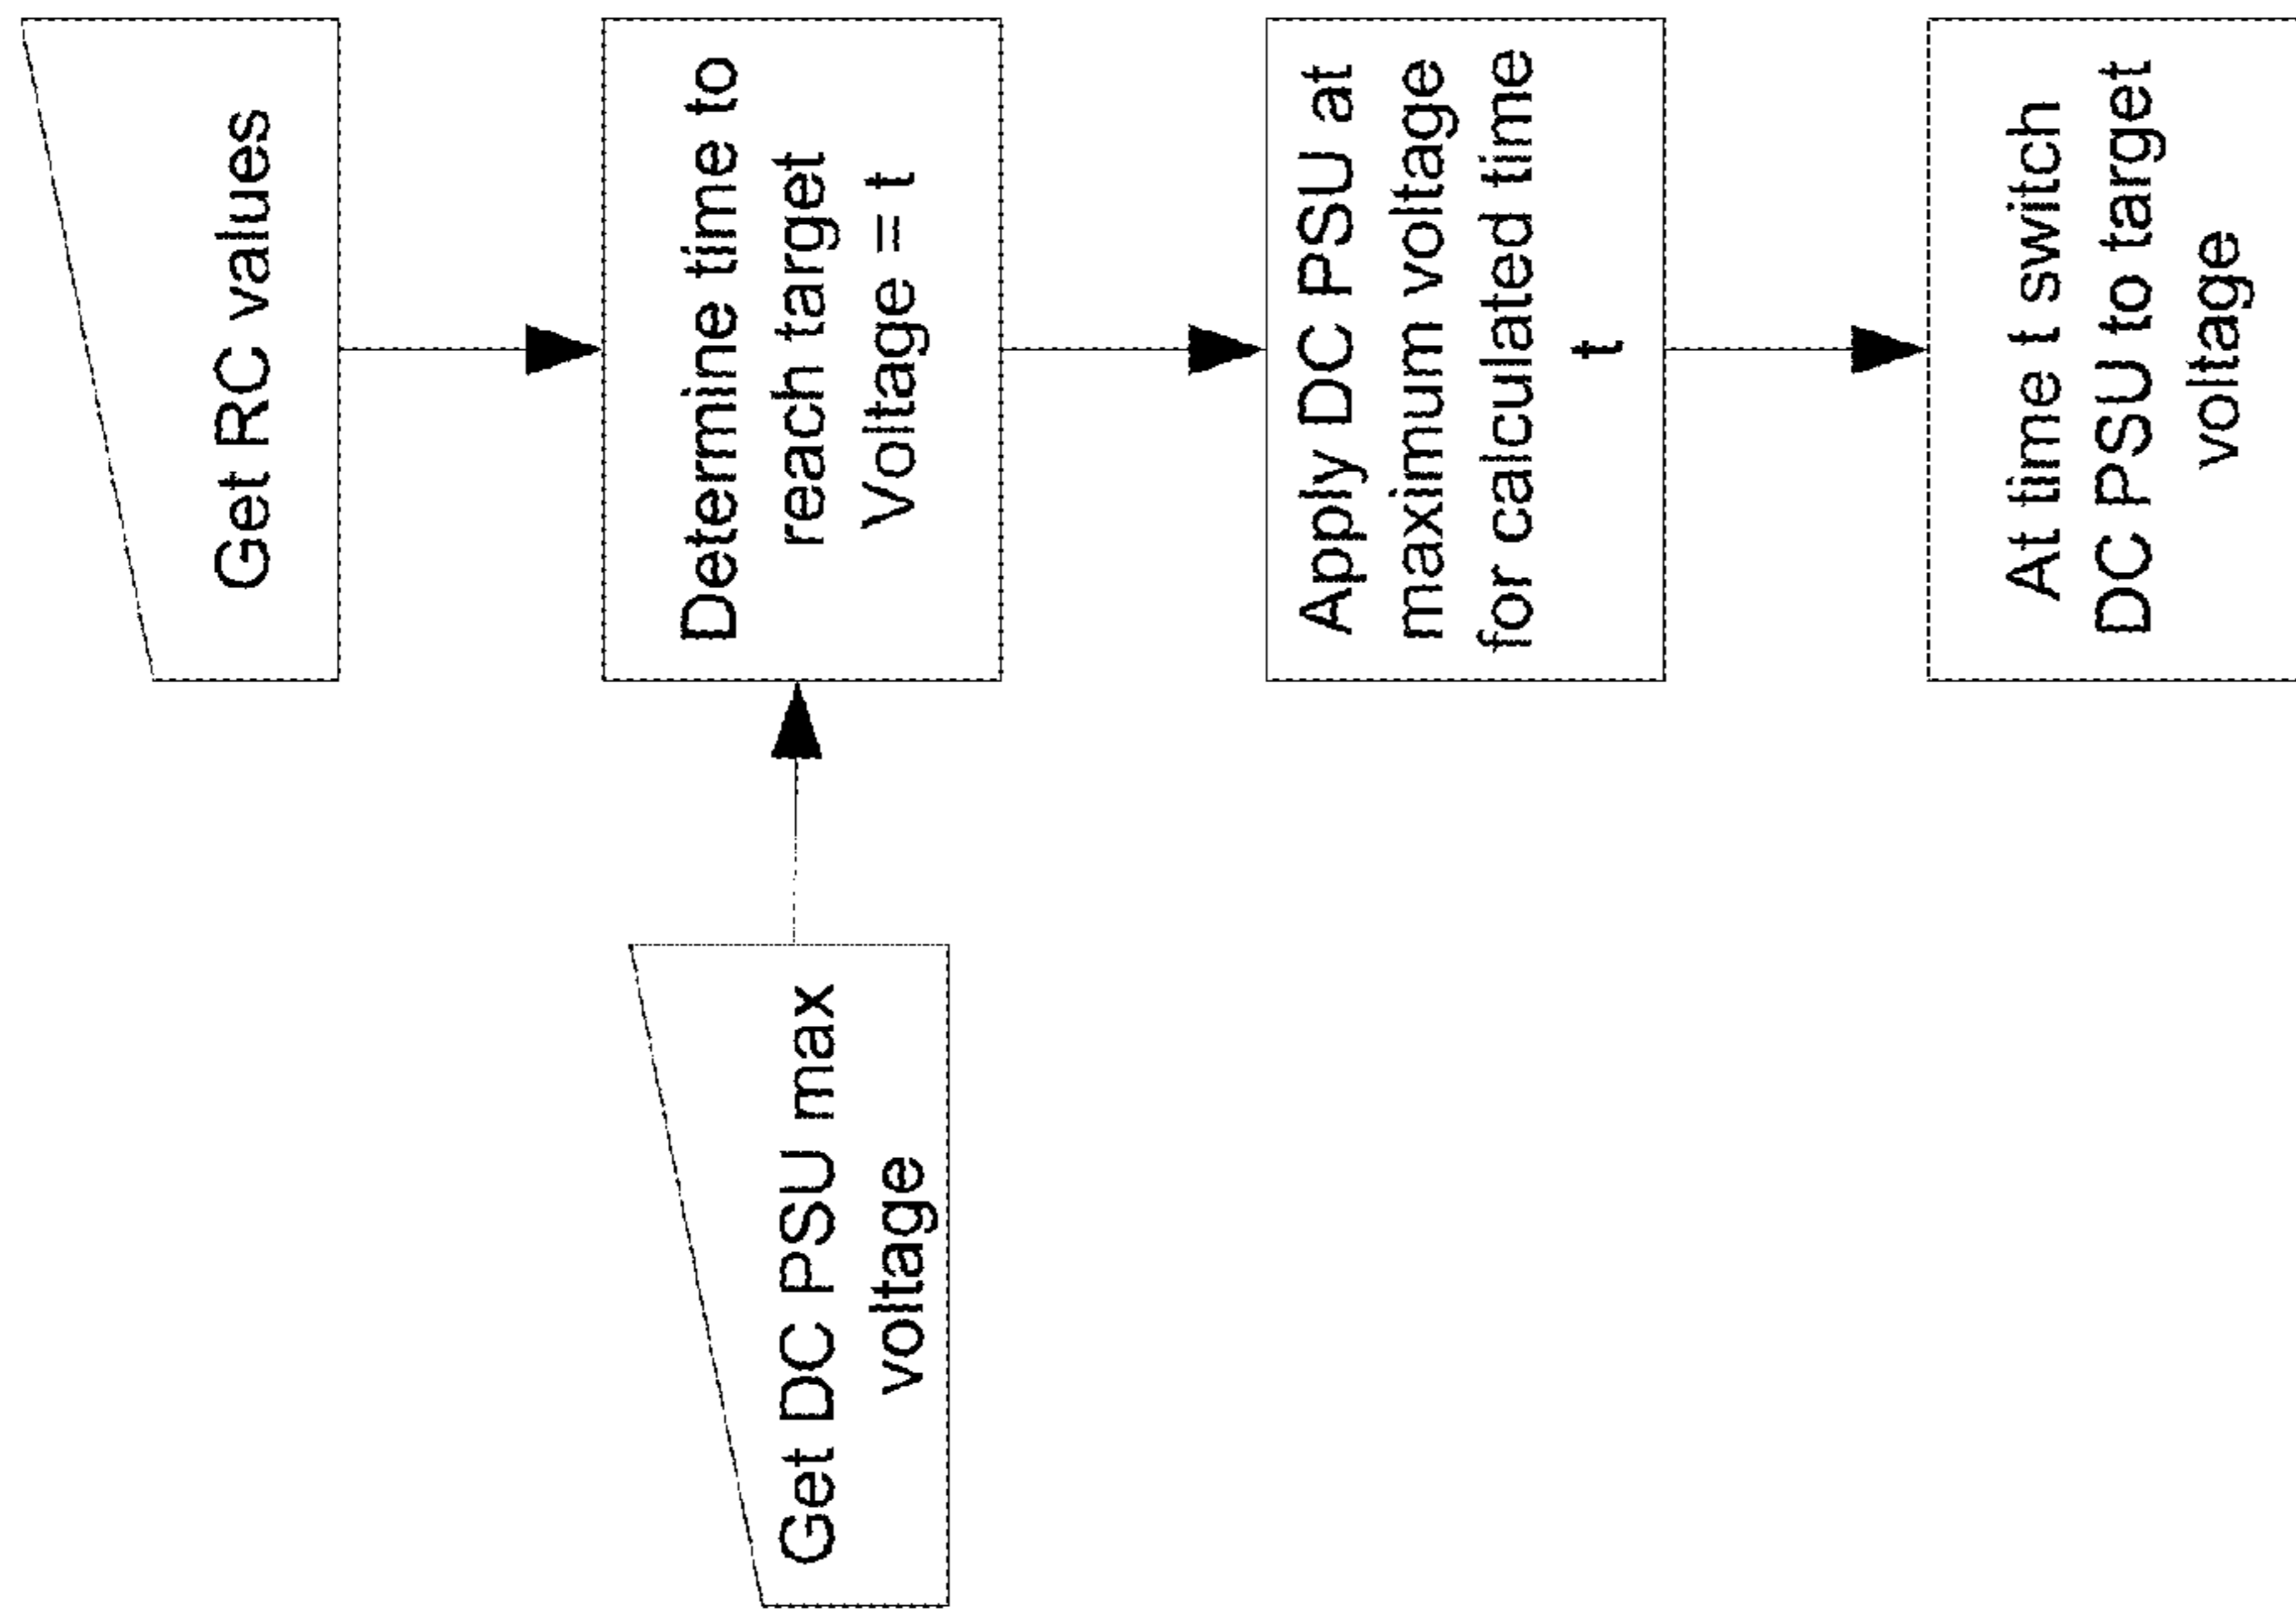 Get RC values
Get DC PSU max
voltage
Determine time to
reach target
Voltage = t
Apply DC PSU at
maximum voltage
for calculated time
t
At time t switch
DC PSU to target
voltage